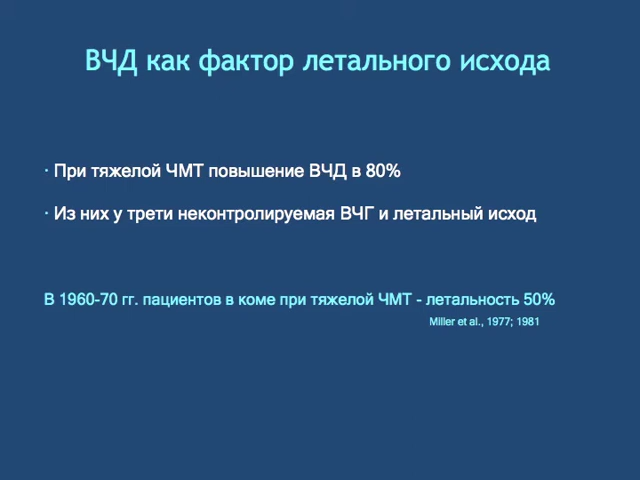 ВЧД как фактор летального исхода
· При тяжелой ЧМТ повышение ВЧД в 80%
· Из них у трети неконтролируемая ВЧГ и летальный исход
В 1960-70 гг. пациентов в коме при тяжелой ЧМТ - летальность 50%
Miller et al., 1977; 1981